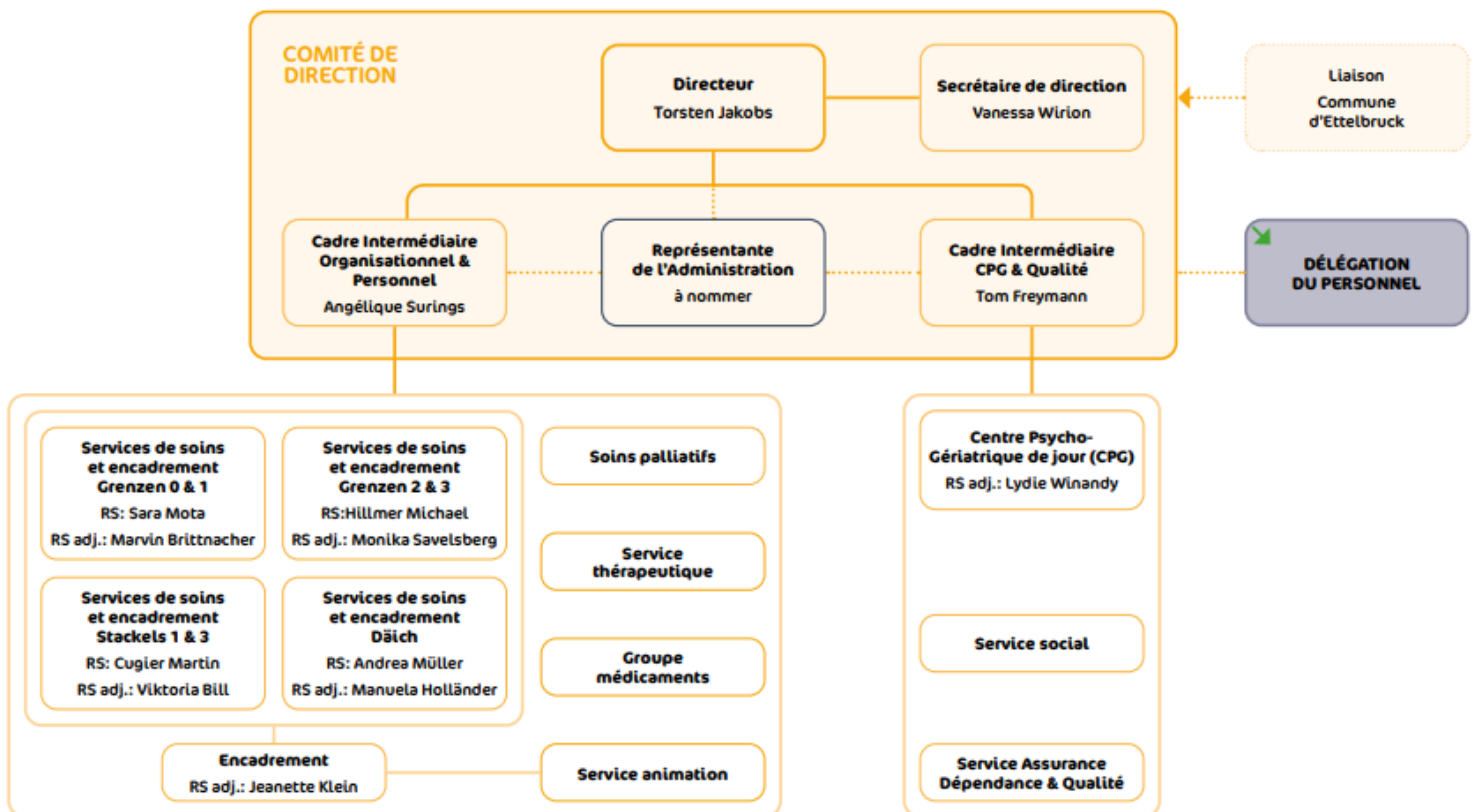 COMITÉ DE
DIRECTION
Directeur
Torsten Jakobs
Secrétaire de direction
Vanessa Wirion
Liaison
Commune
d'Ettelbruck
Cadre Intermédiaire
Organisationnel &
Personnel
Angélique Surings
Représentante
de l'Administration
à nommer
Cadre Intermédiaire
CPG & Qualité
Tom Freymann
DÉLÉGATION
DU PERSONNEL
Services de soins
et encadrement
Grenzen 0 & 1
RS: Sara Mota
RS adj.: Marvin Brittnacher
Services de soins
et encadrement
Grenzen 2 & 3
RS:Hillmer Michael
RS adj.: Monika Savelsberg
Services de soins
et encadrement
Stackels 1 & 3
RS: Cugier Martin
RS adj.: Viktoria Bill
Services de soins
et encadrement
Däich
RS: Andrea Müller
RS adj.: Manuela Holländer
Encadrement
RS adj.: Jeanette Klein
Soins palliatifs
Service
thérapeutique
Groupe
médicaments
Service animation
Centre Psycho-
Gériatrique de jour (CPG)
RS adj.: Lydie Winandy
Service social
Service Assurance
Dépendance & Qualité